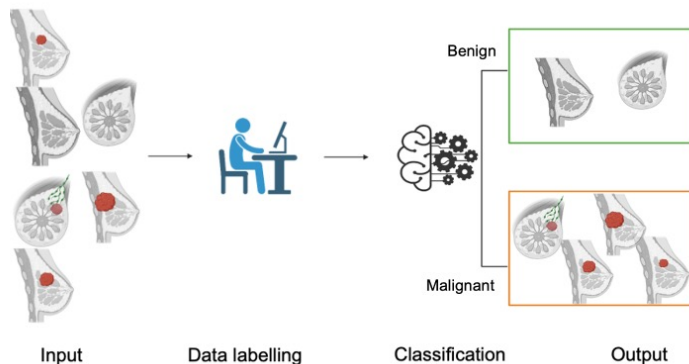 Benign
Malignant
Input
Data labelling
Classification
Output